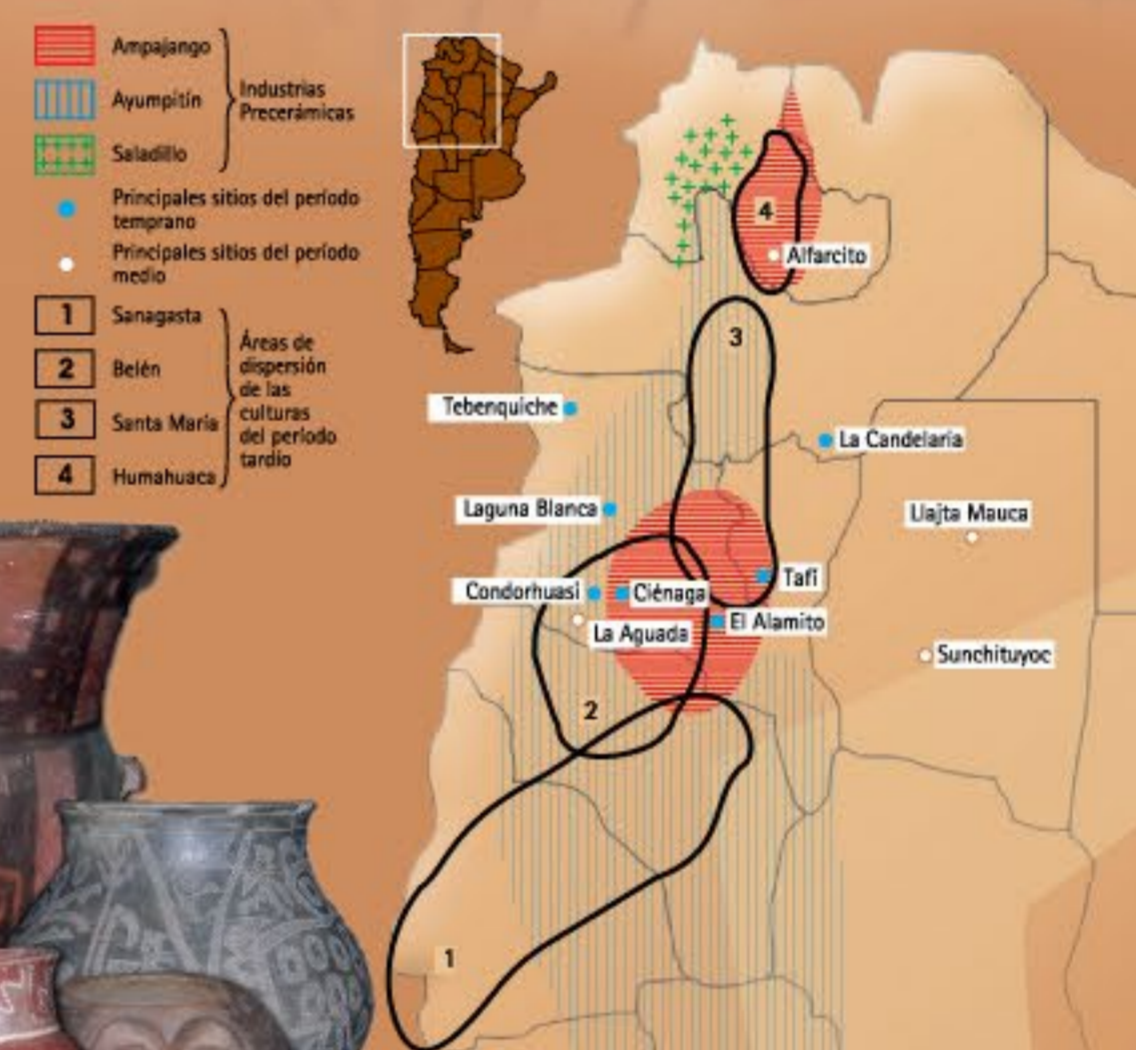 Ampajango
Ayumpitín
Saladillo
Industrias
Precerámicas
Principales sitios del período
temprano
Principales sitios del período
medio
1 Sanagasta
2 Belén
3 Santa María
4 Humahuaca
Áreas de
dispersión
de las
culturas
del período
tardío
4
Alfarcito
3
Tebenquiche
La Candelaria
Laguna Blanca
Llajta Mauca
Condorhuasi
Ciénaga
Tafí
La Aguada
El Alamito
Sunchituyoc
2
1